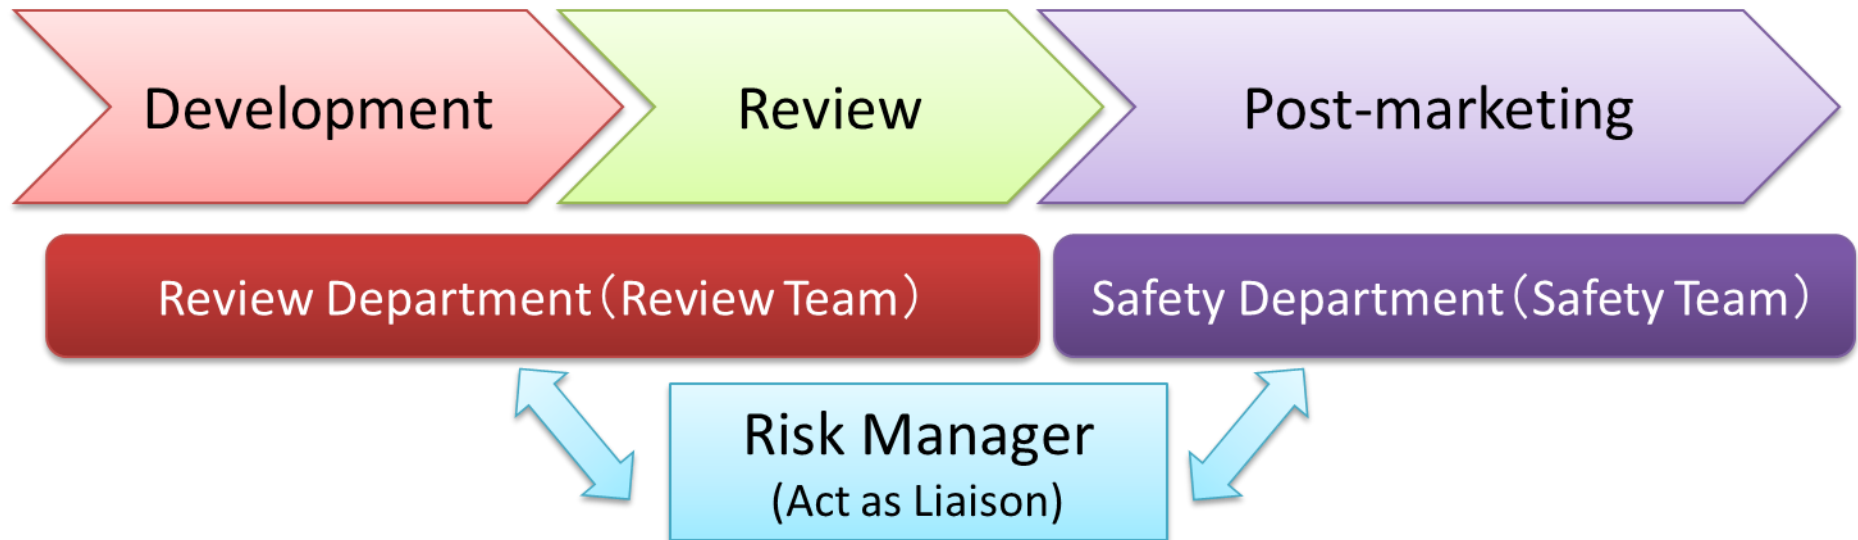 Development
Review
Post-marketing
Review Department（Review Team）
Safety Department（Safety Team）
Risk Manager
(Act as Liaison)